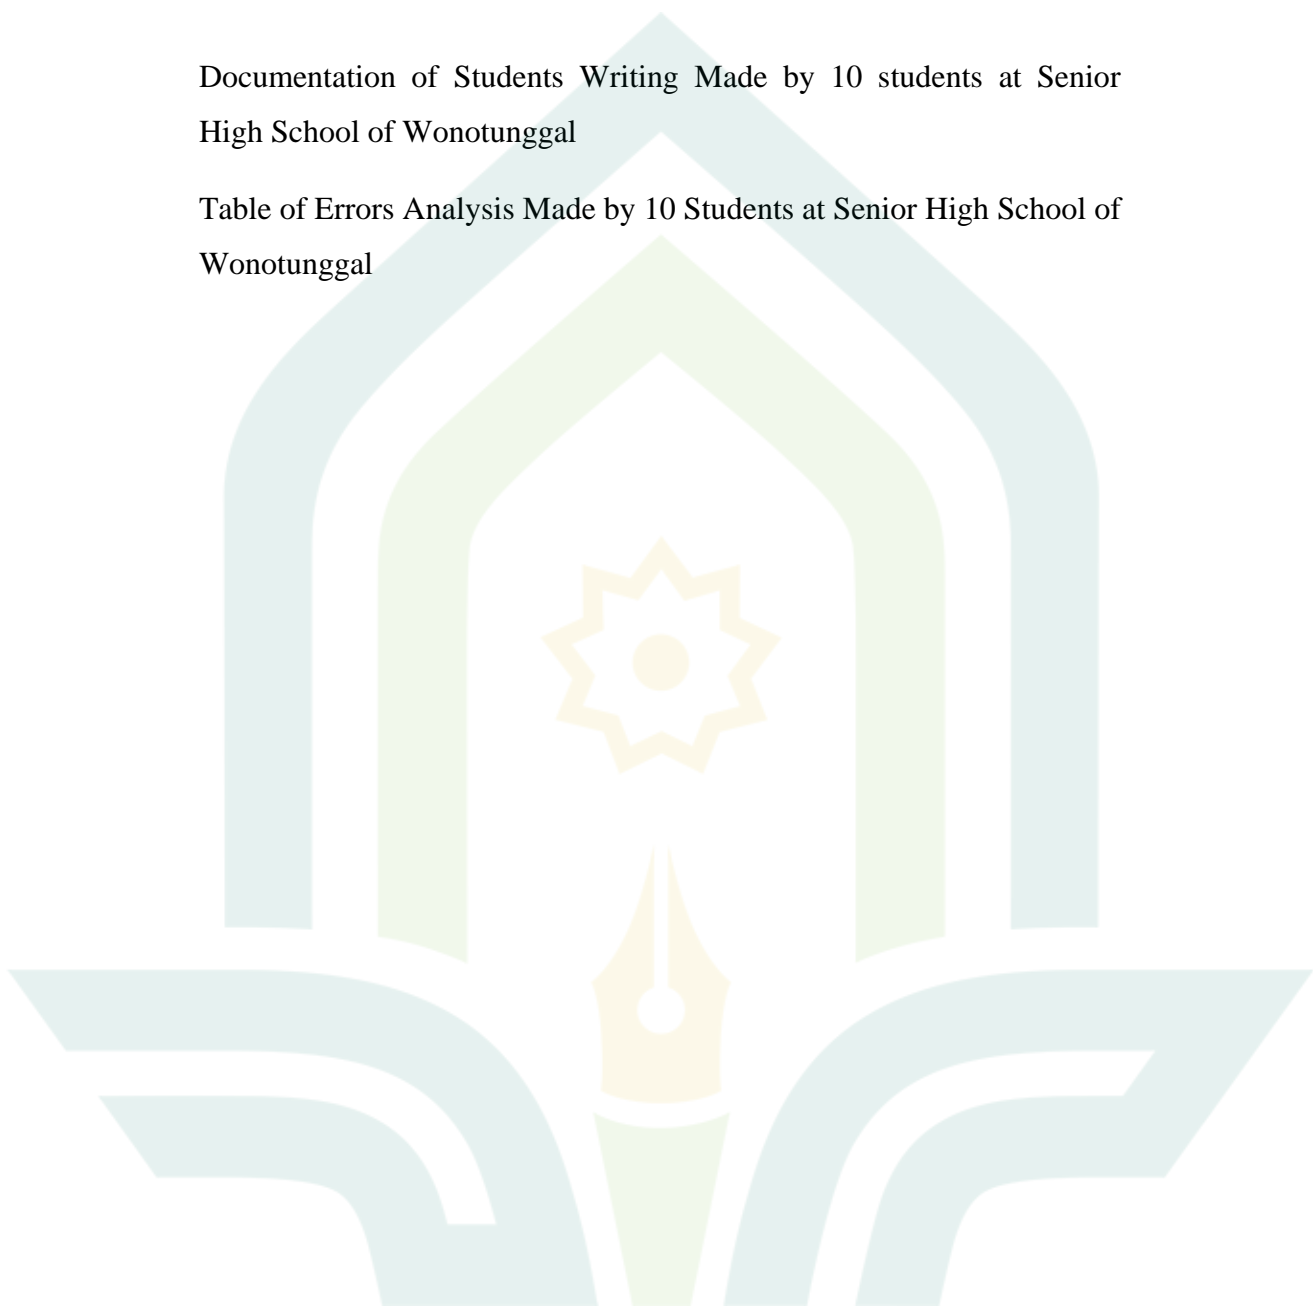 Documentation of Students Writing Made by 10 students at Senior
High School of Wonotunggal
Table of Errors Analysis Made by 10 Students at Senior High School of
Wonotunggal